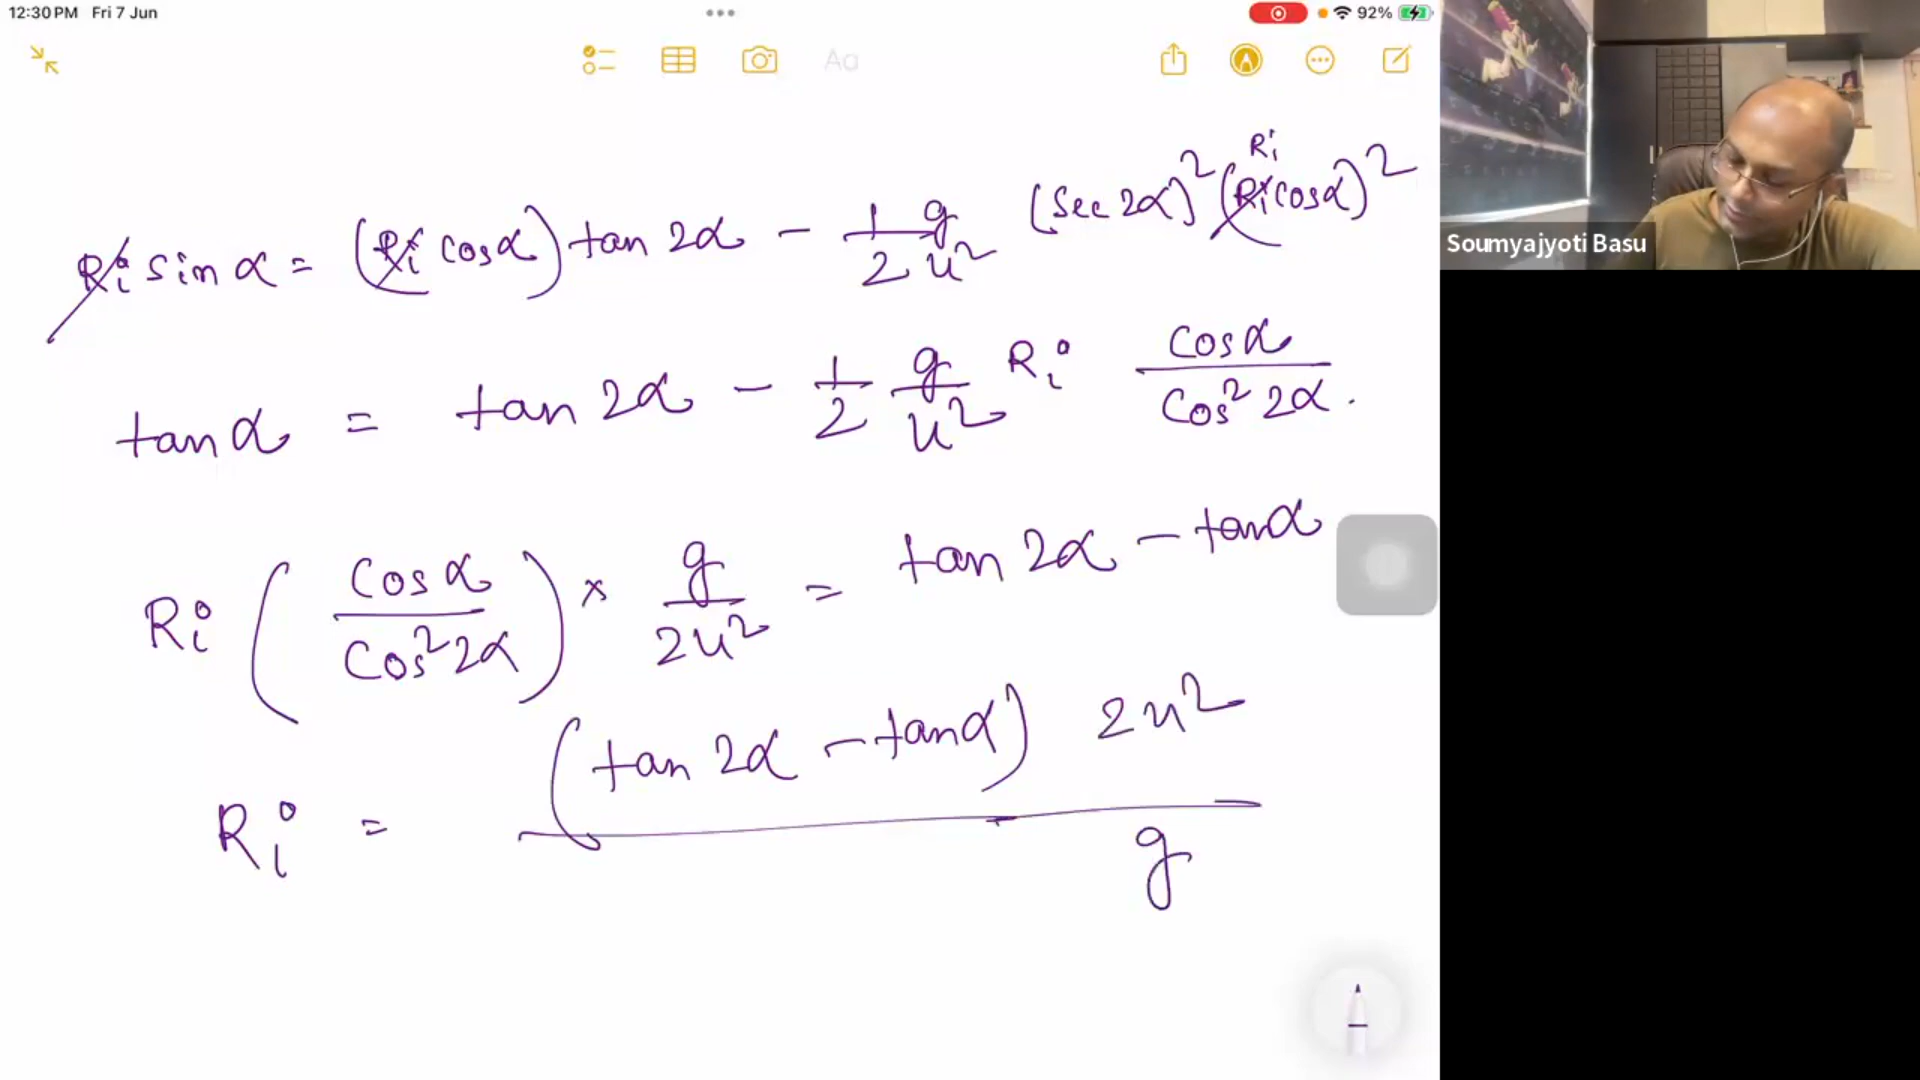 12:30 PM Fri 7 Jun
92%
Aa
Soumyajyoti Basu
Ri
Ri sin α = (Ri cos α) tan 2α - 1/2 g/u² (Sec 2α)² (Ri cos α)²
tan α = tan 2α - 1/2 g/u² Ri cos α / Cos² 2α.
Ri (Cos α / Cos² 2α) × g/2u² = tan 2α - tan α
Ri = (tan 2α - tan α) 2u² / g